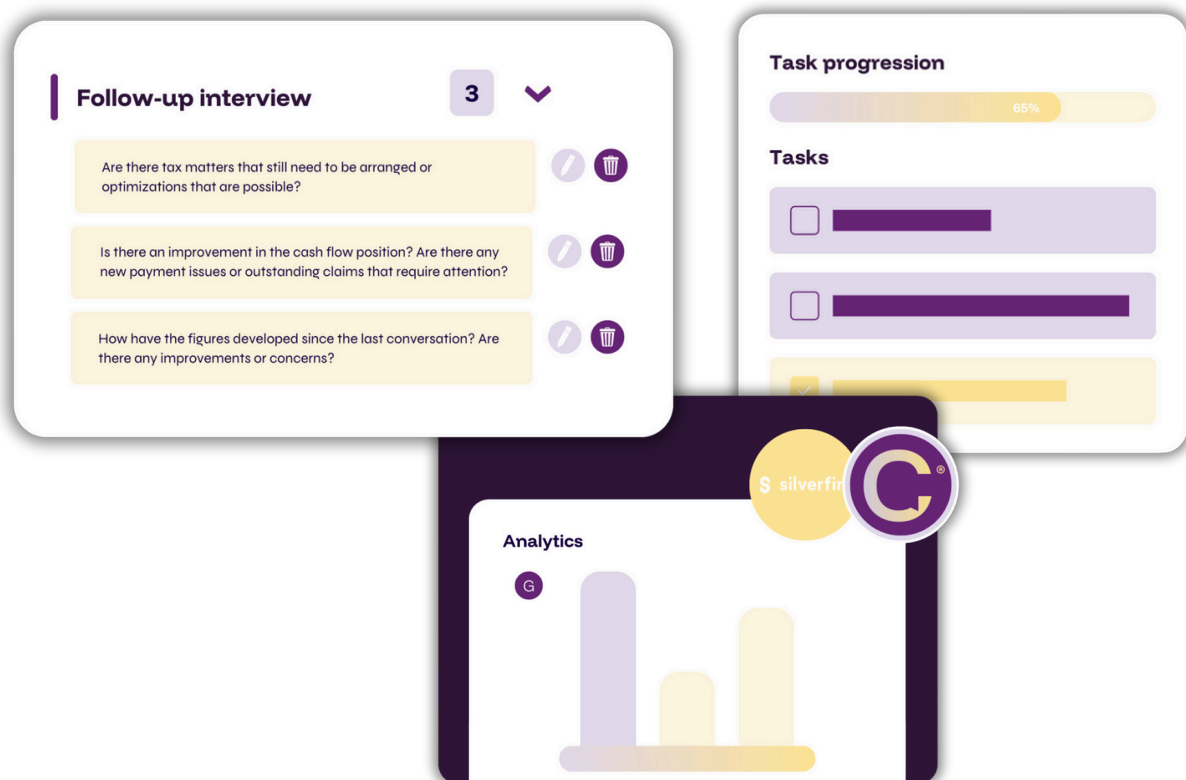 Follow-up interview
3
Are there tax matters that still need to be arranged or
optimizations that are possible?
Is there an improvement in the cash flow position? Are there any
new payment issues or outstanding claims that require attention?
How have the figures developed since the last conversation? Are
there any improvements or concerns?
Task progression
65%
Tasks
$ silverfin
C®
Analytics
G